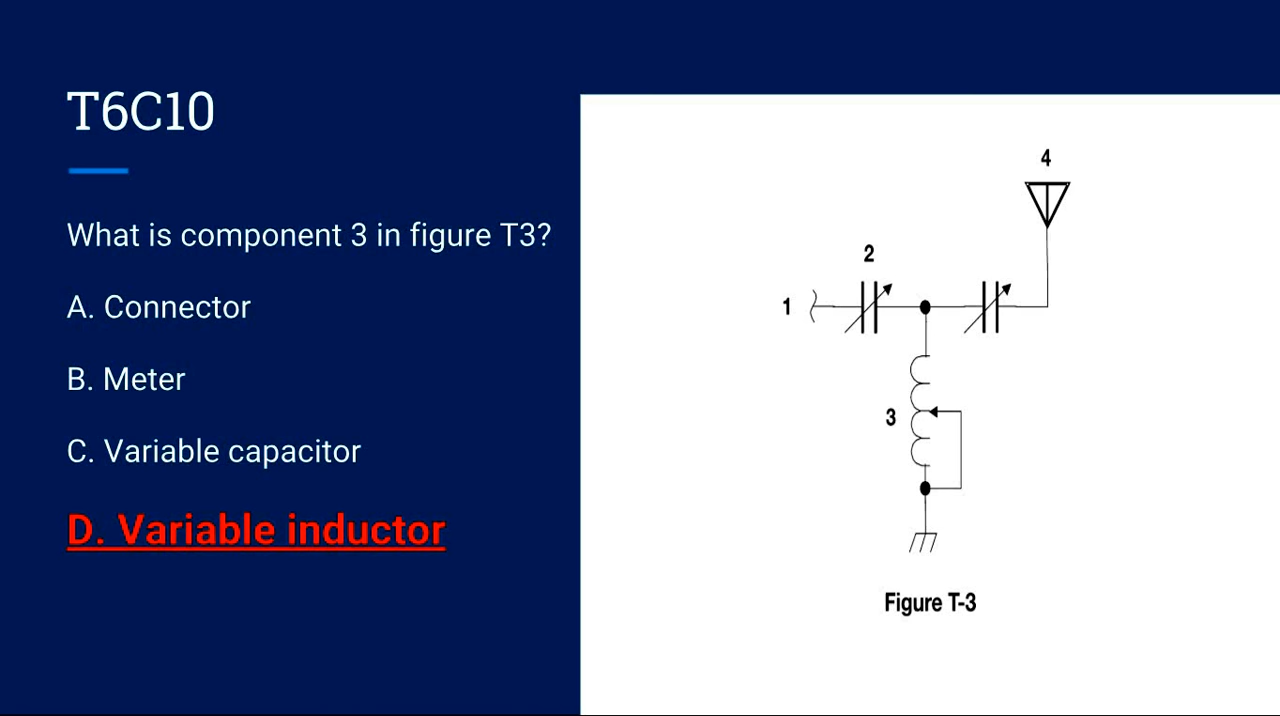 T6C10
What is component 3 in figure T3?
A. Connector
B. Meter
C. Variable capacitor
D. Variable inductor
4
2
1
3
Figure T-3